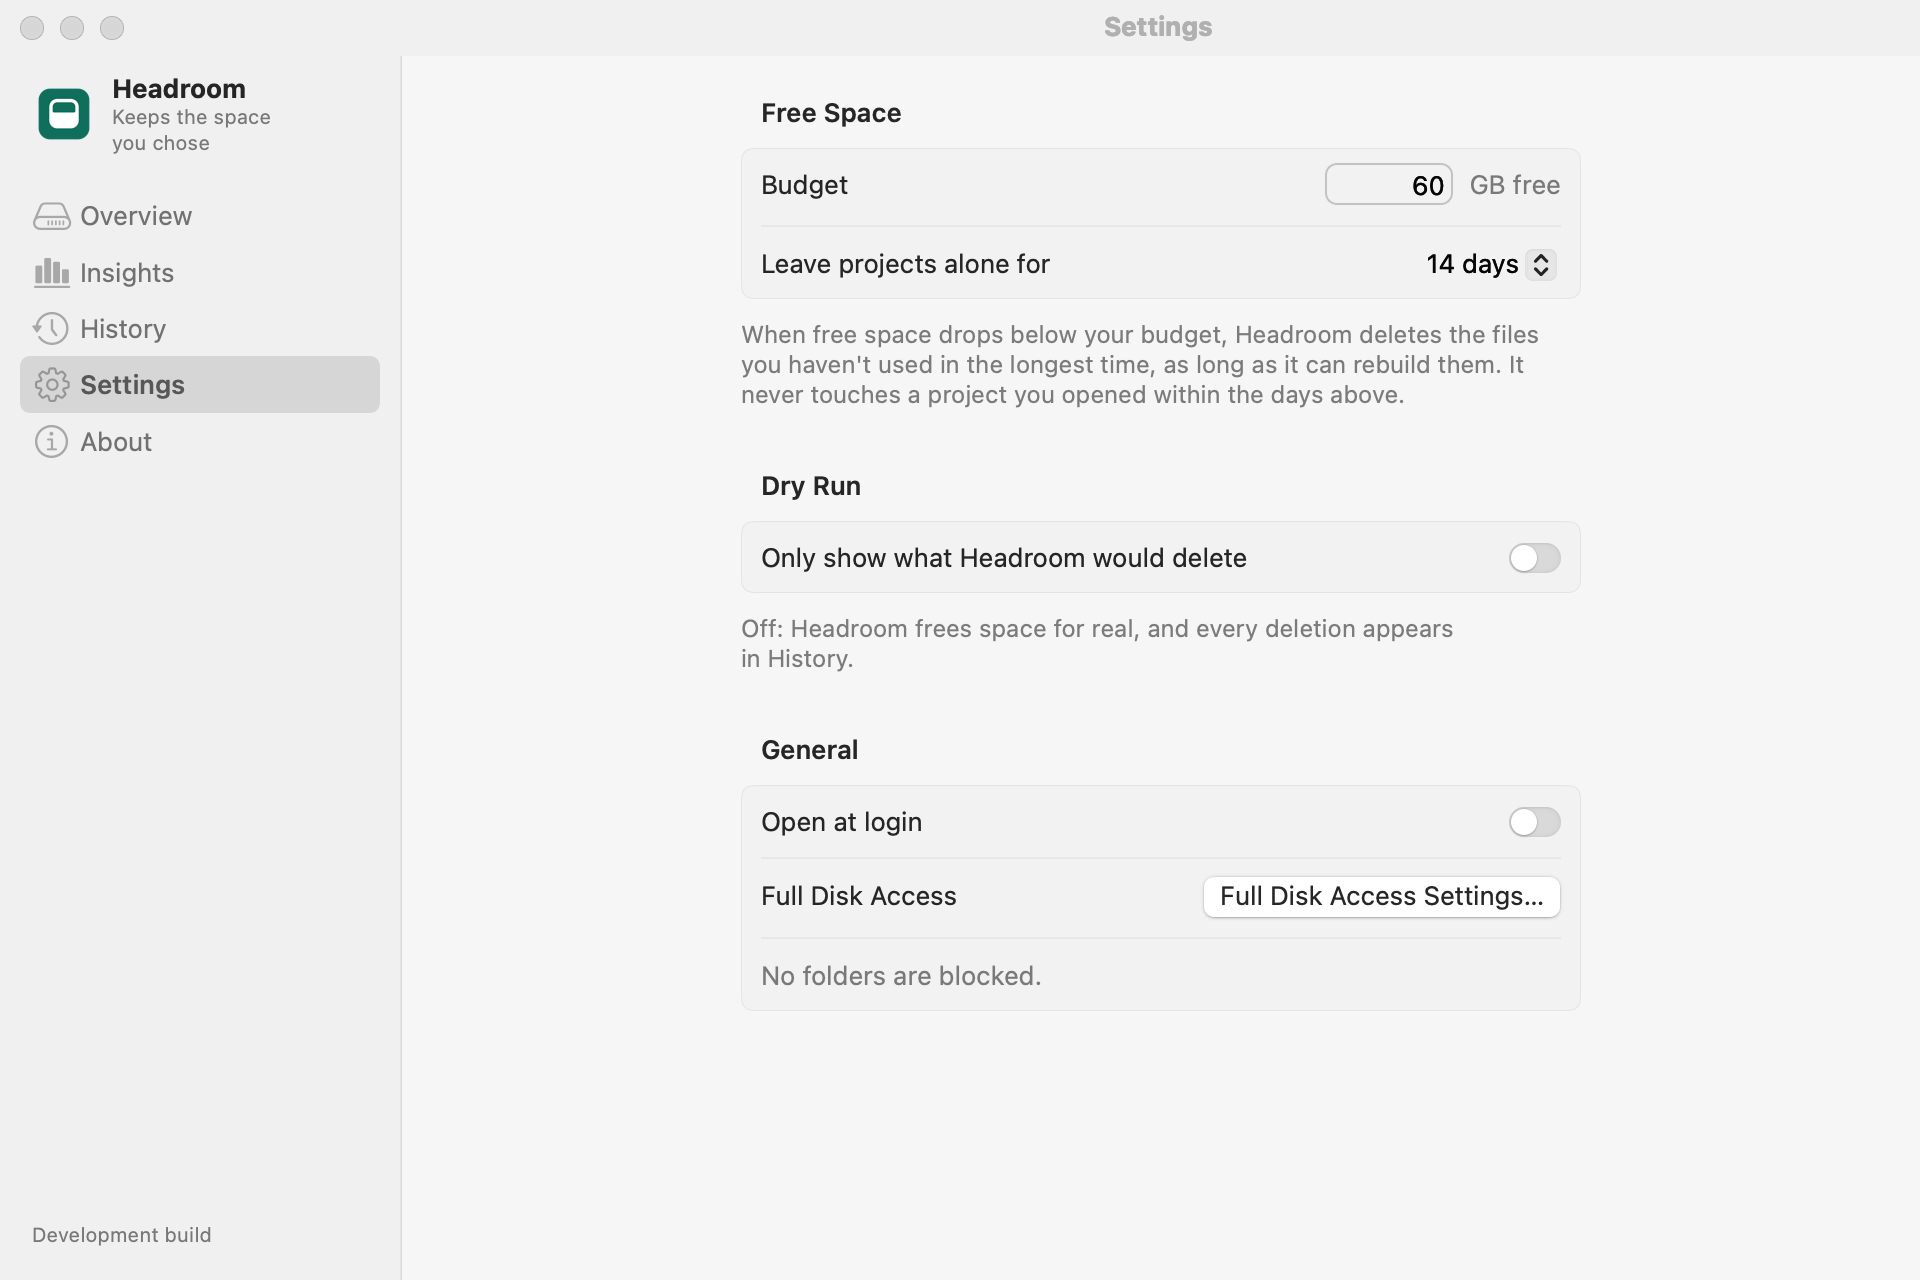 Settings
Headroom
Keeps the space
you chose
Overview
Insights
History
Settings
About
Development build
Free Space
Budget 60 GB free
Leave projects alone for 14 days
When free space drops below your budget, Headroom deletes the files
you haven't used in the longest time, as long as it can rebuild them. It
never touches a project you opened within the days above.
Dry Run
Only show what Headroom would delete
Off: Headroom frees space for real, and every deletion appears
in History.
General
Open at login
Full Disk Access Full Disk Access Settings...
No folders are blocked.